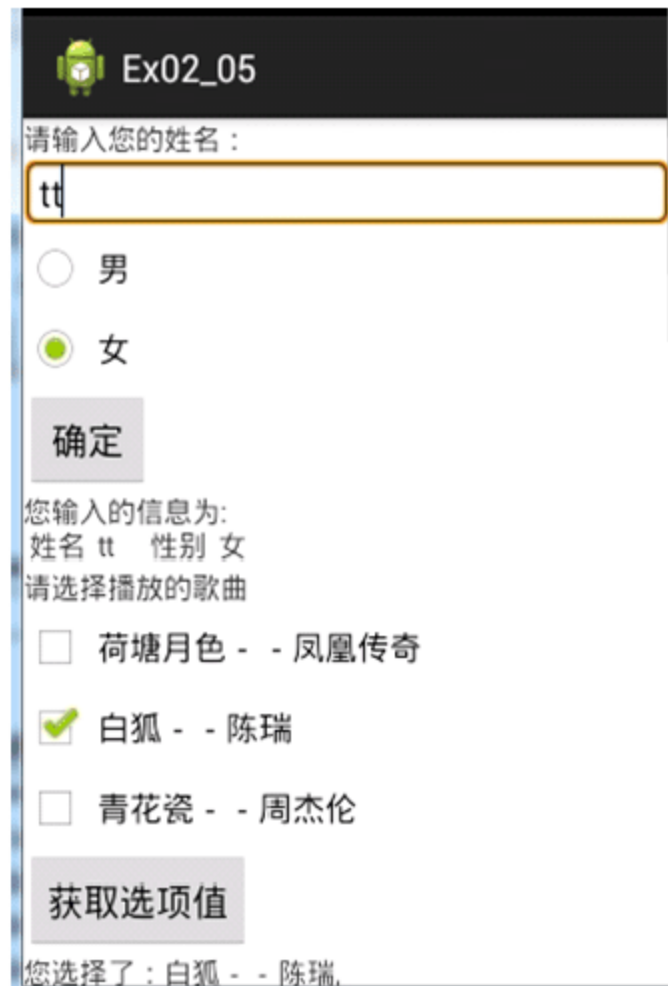 Ex02_05
请输入您的姓名：
tt
男
女
确定
您输入的信息为:
姓名 tt 性别 女
请选择播放的歌曲
荷塘月色 - - 凤凰传奇
白狐 - - 陈瑞
青花瓷 - - 周杰伦
获取选项值
您选择了：白狐 - - 陈瑞,